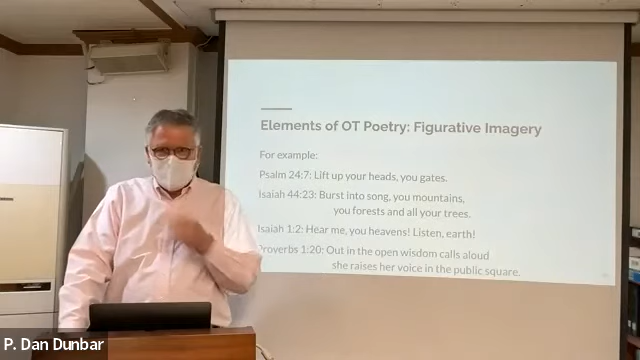 Elements of OT Poetry: Figurative Imagery
For example:
Psalm 24:7: Lift up your heads, you gates.
Isaiah 44:23: Burst into song, you mountains,
you forests and all your trees.
Isaiah 1:2: Hear me, you heavens! Listen, earth!
Proverbs 1:20: Out in the open wisdom calls aloud
she raises her voice in the public square.
P. Dan Dunbar